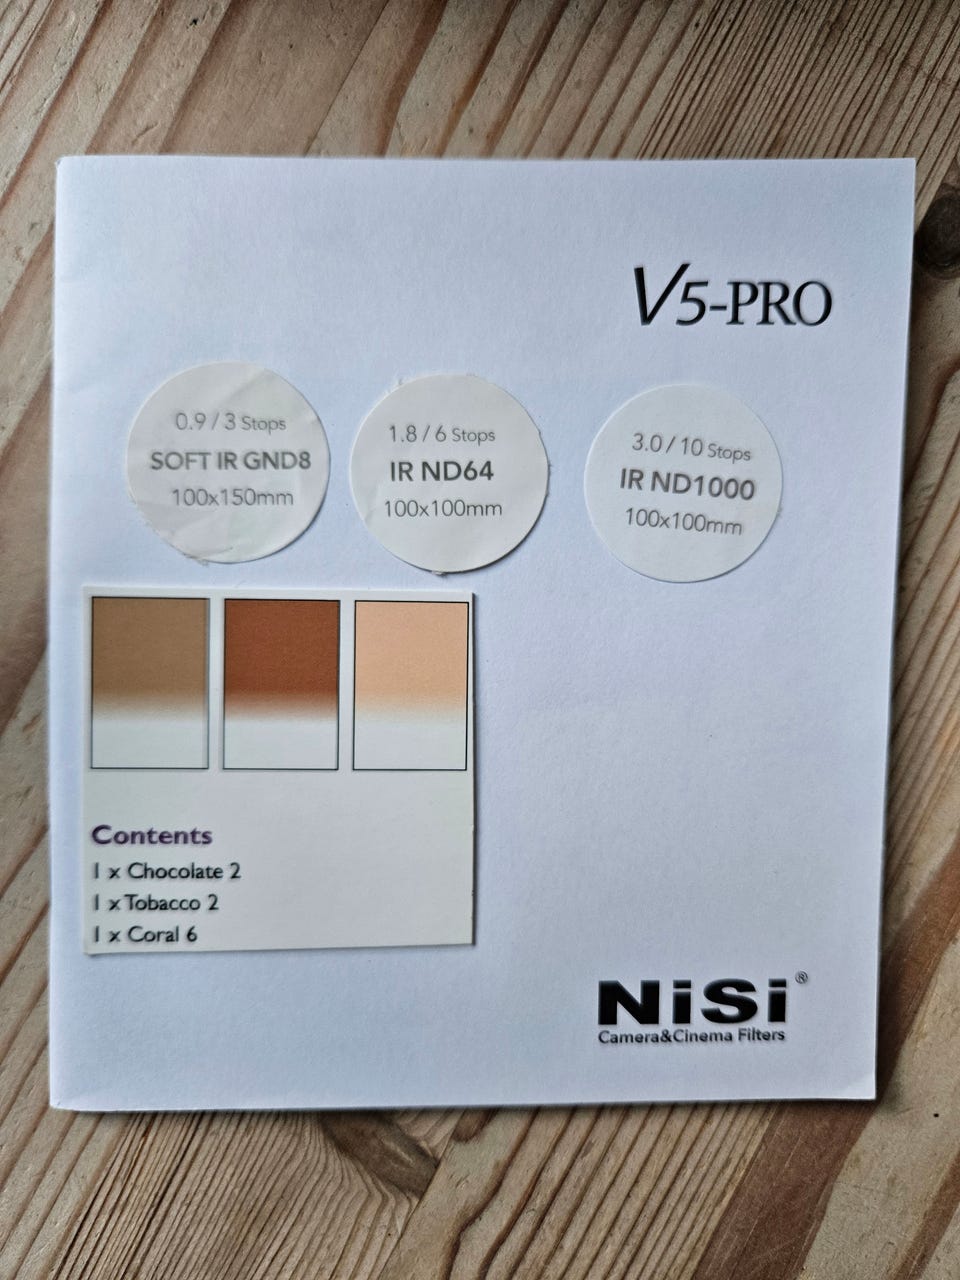 V5-PRO
0.9 / 3 Stops
SOFT IR GND8
100x150mm
1.8 / 6 Stops
IR ND64
100x100mm
3.0 / 10 Stops
IR ND1000
100x100mm
Contents
1 x Chocolate 2
1 x Tobacco 2
1 x Coral 6
NiSi®
Camera&Cinema Filters